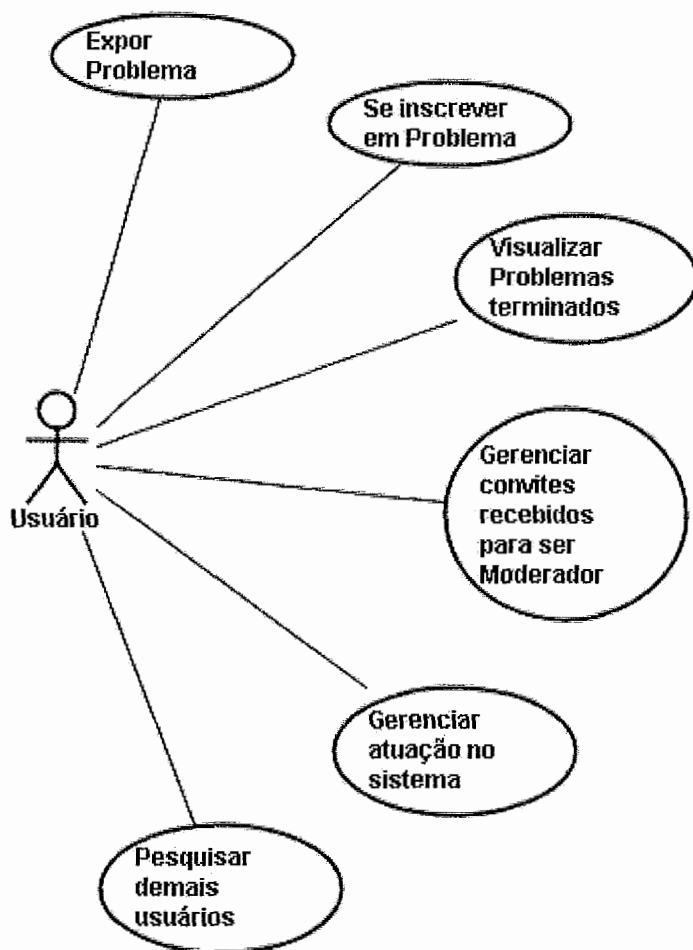 Expor
Problema
Se inscrever
em Problema
Visualizar
Problemas
terminados
Gerenciar
convites
recebidos
para ser
Moderador
Usuário
Gerenciar
atuação no
sistema
Pesquisar
demais
usuários